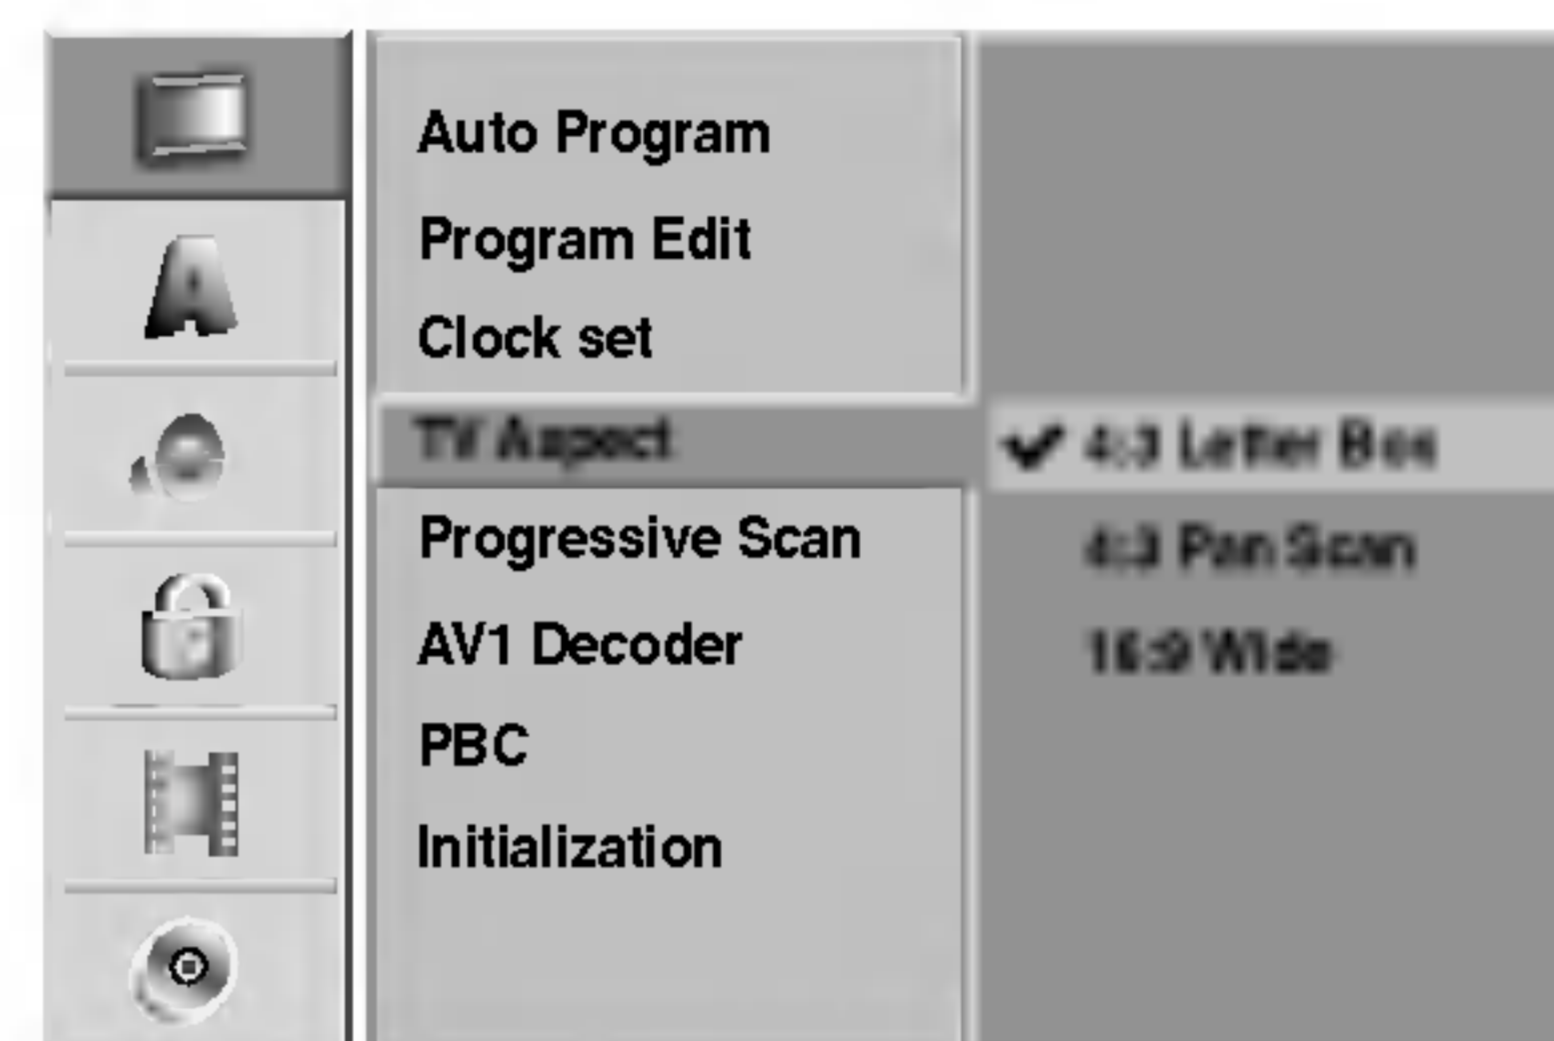 Auto Program
Program Edit
Clock set
TV Aspect
4:3 Letter Box
4:3 Pan Scan
16:9 Wide
Progressive Scan
AV1 Decoder
PBC
Initialization